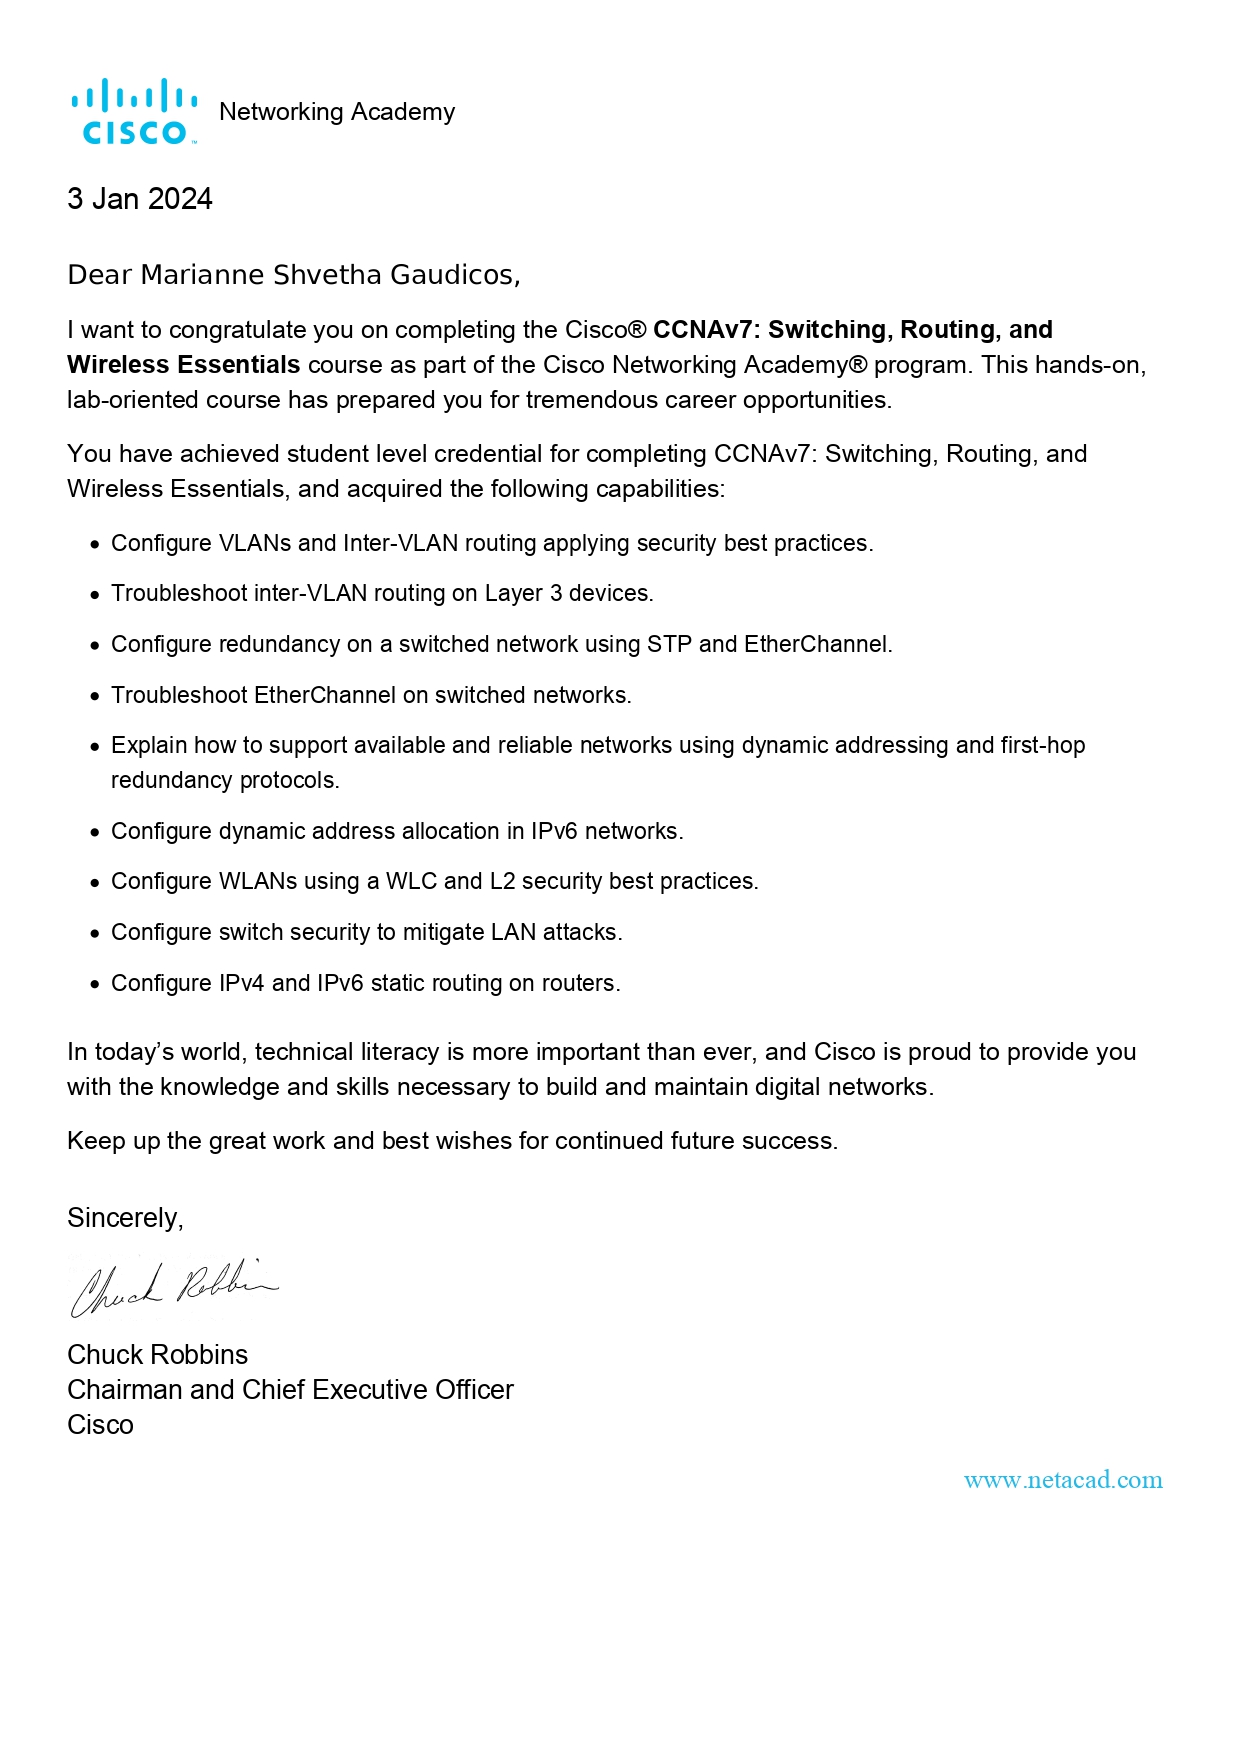 CISCO™
Networking Academy
3 Jan 2024
Dear Marianne Shvetha Gaudicos,
I want to congratulate you on completing the Cisco® CCNAv7: Switching, Routing, and
Wireless Essentials course as part of the Cisco Networking Academy® program. This hands-on,
lab-oriented course has prepared you for tremendous career opportunities.
You have achieved student level credential for completing CCNAv7: Switching, Routing, and
Wireless Essentials, and acquired the following capabilities:
• Configure VLANs and Inter-VLAN routing applying security best practices.
• Troubleshoot inter-VLAN routing on Layer 3 devices.
• Configure redundancy on a switched network using STP and EtherChannel.
• Troubleshoot EtherChannel on switched networks.
• Explain how to support available and reliable networks using dynamic addressing and first-hop
redundancy protocols.
• Configure dynamic address allocation in IPv6 networks.
• Configure WLANs using a WLC and L2 security best practices.
• Configure switch security to mitigate LAN attacks.
• Configure IPv4 and IPv6 static routing on routers.
In today’s world, technical literacy is more important than ever, and Cisco is proud to provide you
with the knowledge and skills necessary to build and maintain digital networks.
Keep up the great work and best wishes for continued future success.
Sincerely,
Chuck Robbins
Chuck Robbins
Chairman and Chief Executive Officer
Cisco
www.netacad.com